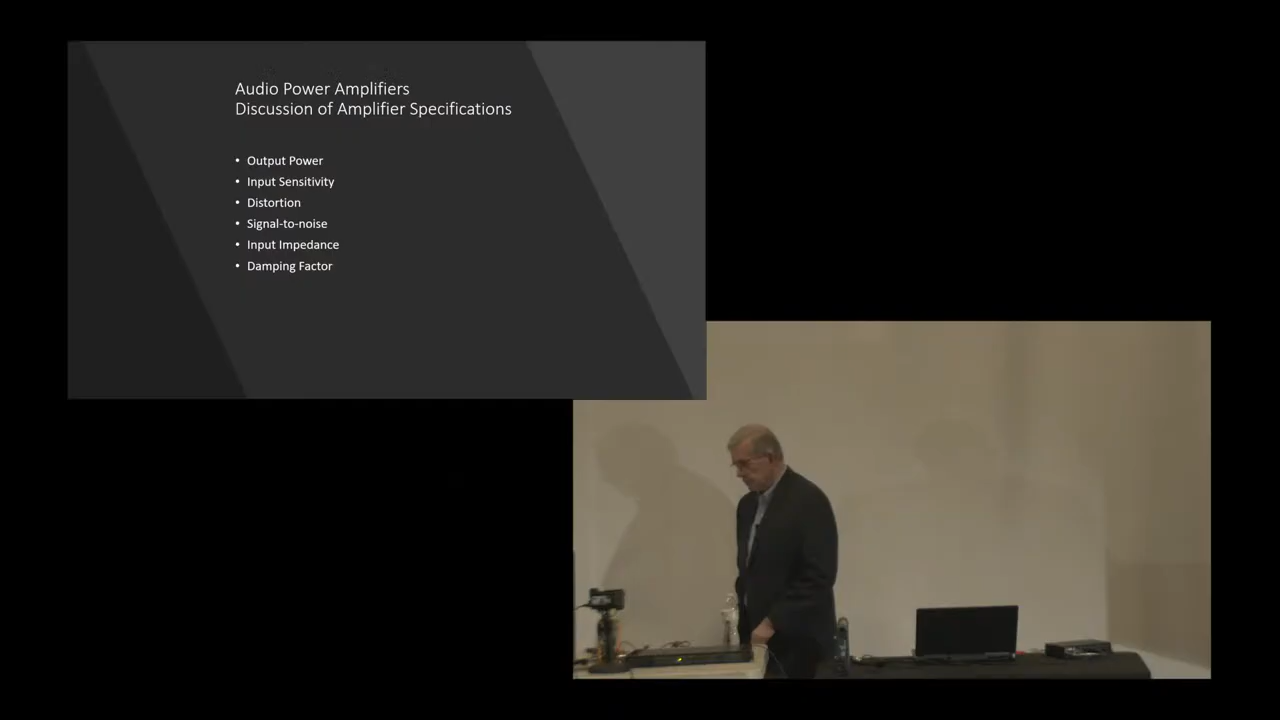 Audio Power Amplifiers
Discussion of Amplifier Specifications
• Output Power
• Input Sensitivity
• Distortion
• Signal-to-noise
• Input Impedance
• Damping Factor